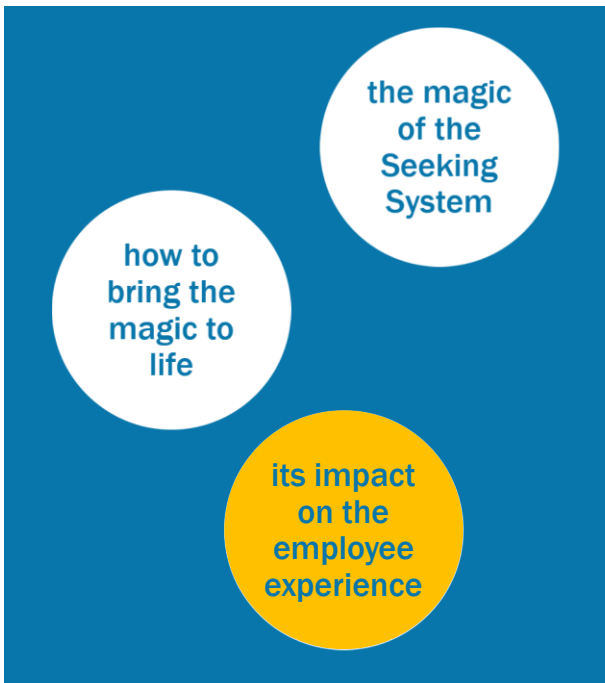 the magic
of the
Seeking
System
how to
bring the
magic to
life
its impact
on the
employee
experience